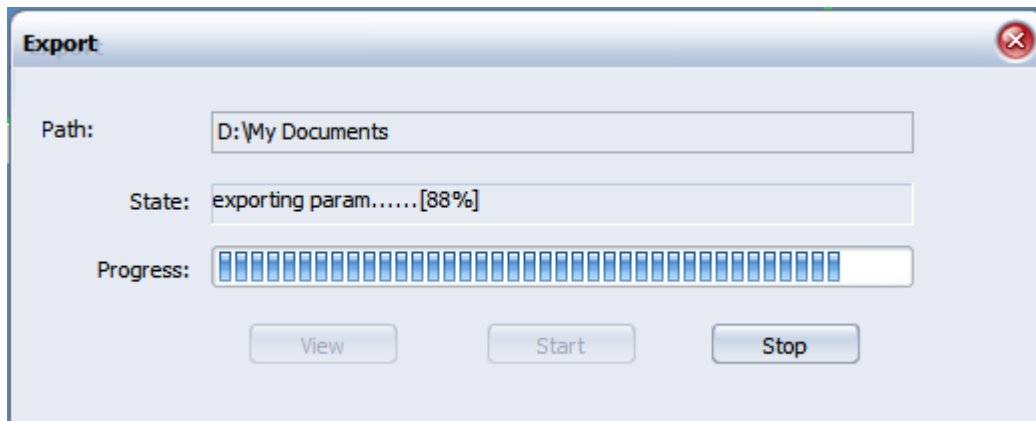 Export
Path: D:\My Documents
State: exporting param......[88%]
Progress:
View Start Stop